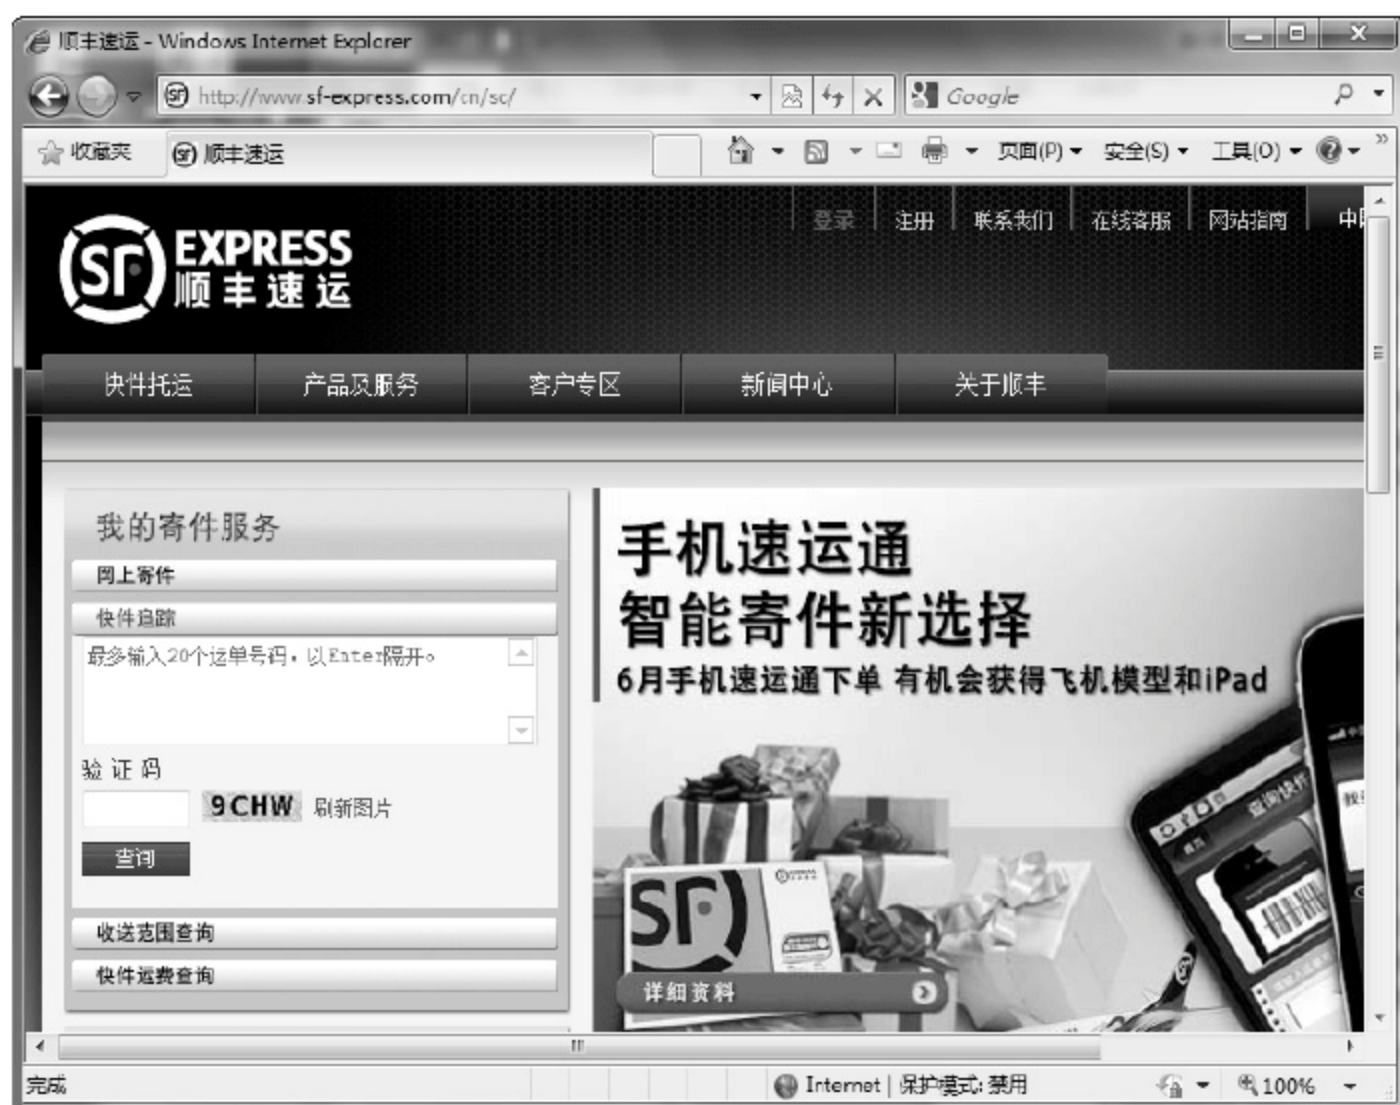 顺丰速运 - Windows Internet Explorer
http://www.sf-express.com/cn/sc/
Google
收藏夹
顺丰速运
页面(P)
安全(S)
工具(O)
登录
注册
联系我们
在线客服
网站指南
SF EXPRESS
顺丰速运
快件托运
产品及服务
客户专区
新闻中心
关于顺丰
我的寄件服务
网上寄件
快件追踪
最多输入20个运单号码，以Enter隔开。
验证码
9CHW 刷新图片
查询
收送范围查询
快件运费查询
手机速运通
智能寄件新选择
6月手机速运通下单 有机会获得飞机模型和iPad
SF
详细资料
完成
Internet | 保护模式: 禁用
100%